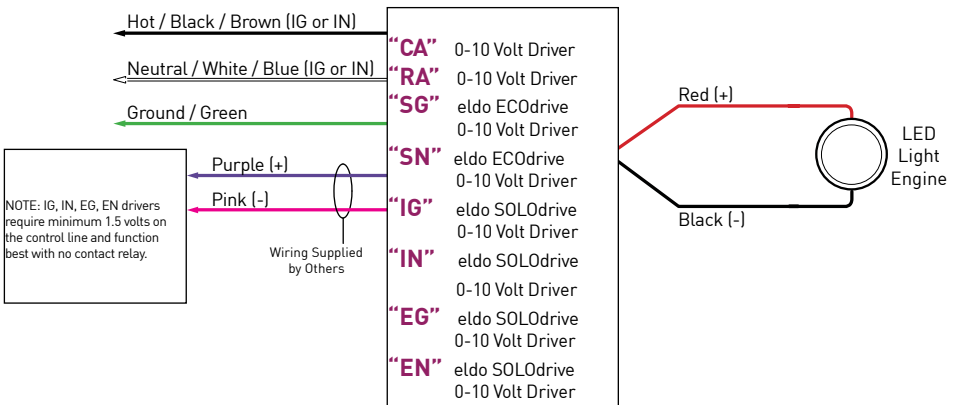 Hot / Black / Brown (IG or IN)
Neutral / White / Blue (IG or IN)
Ground / Green
Purple (+)
Pink (-)
NOTE: IG, IN, EG, EN drivers
require minimum 1.5 volts on
the control line and function
best with no contact relay.
Wiring Supplied
by Others
"CA" 0-10 Volt Driver
"RA" 0-10 Volt Driver
"SG" eldo ECOdrive
0-10 Volt Driver
"SN" eldo ECOdrive
0-10 Volt Driver
"IG" eldo SOLOdrive
0-10 Volt Driver
"IN" eldo SOLOdrive
0-10 Volt Driver
"EG" eldo SOLOdrive
0-10 Volt Driver
"EN" eldo SOLOdrive
0-10 Volt Driver
Red (+)
Black (-)
LED
Light
Engine